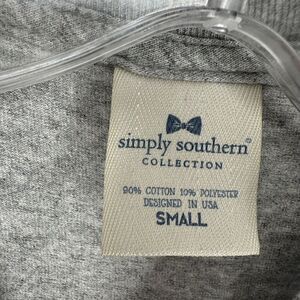 simply southern®
COLLECTION
90% COTTON 10% POLYESTER
DESIGNED IN USA
SMALL